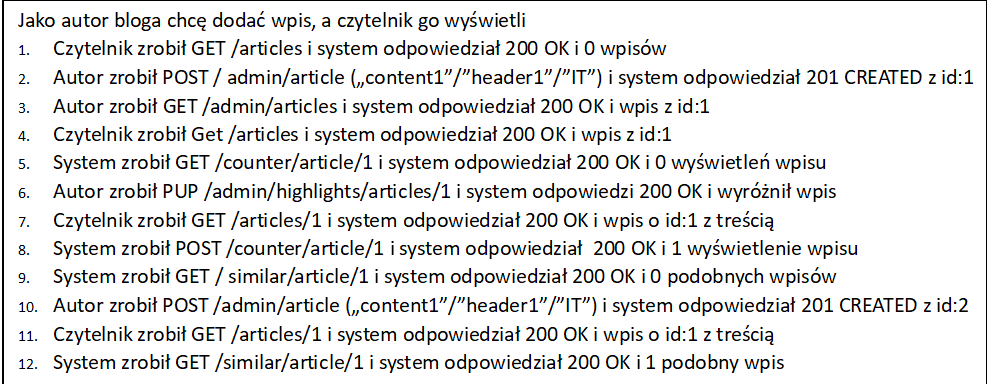 Jako autor bloga chcę dodać wpis, a czytelnik go wyświetli
1. Czytelnik zrobił GET /articles i system odpowiedział 200 OK i 0 wpisów
2. Autor zrobił POST / admin/article („content1”/”header1”/”IT”) i system odpowiedział 201 CREATED z id:1
3. Autor zrobił GET /admin/articles i system odpowiedział 200 OK i wpis z id:1
4. Czytelnik zrobił Get /articles i system odpowiedział 200 OK i wpis z id:1
5. System zrobił GET /counter/article/1 i system odpowiedział 200 OK i 0 wyświetleń wpisu
6. Autor zrobił PUP /admin/highlights/articles/1 i system odpowiedzi 200 OK i wyróżnił wpis
7. Czytelnik zrobił GET /articles/1 i system odpowiedział 200 OK i wpis o id:1 z treścią
8. System zrobił POST /counter/article/1 i system odpowiedział 200 OK i 1 wyświetlenie wpisu
9. System zrobił GET / similar/article/1 i system odpowiedział 200 OK i 0 podobnych wpisów
10. Autor zrobił POST /admin/article („content1”/”header1”/”IT”) i system odpowiedział 201 CREATED z id:2
11. Czytelnik zrobił GET /articles/1 i system odpowiedział 200 OK i wpis o id:1 z treścią
12. System zrobił GET /similar/article/1 i system odpowiedział 200 OK i 1 podobny wpis